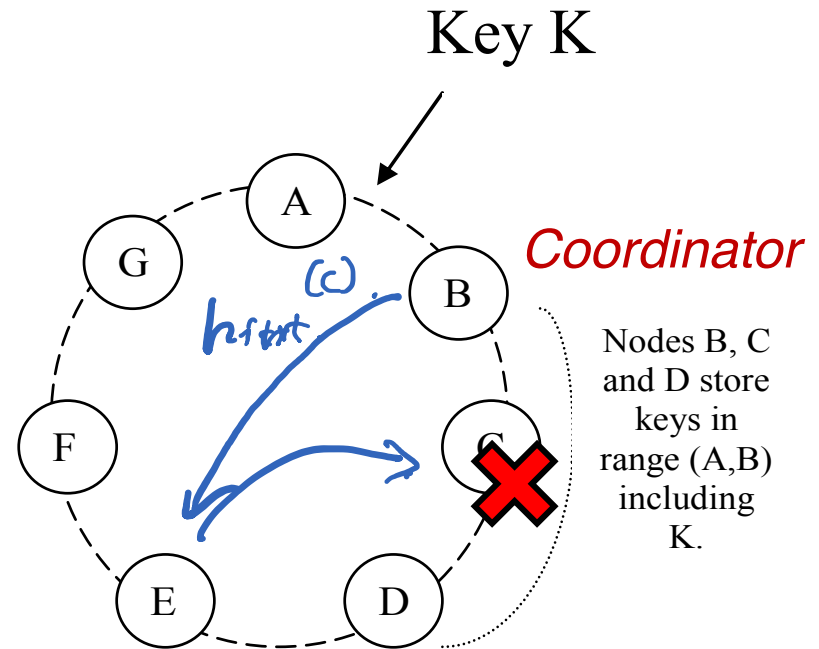 Key K
A
G
B
Coordinator
(C)
Nodes B, C
and D store
keys in
range (A,B)
including
K.
F
C
E
D